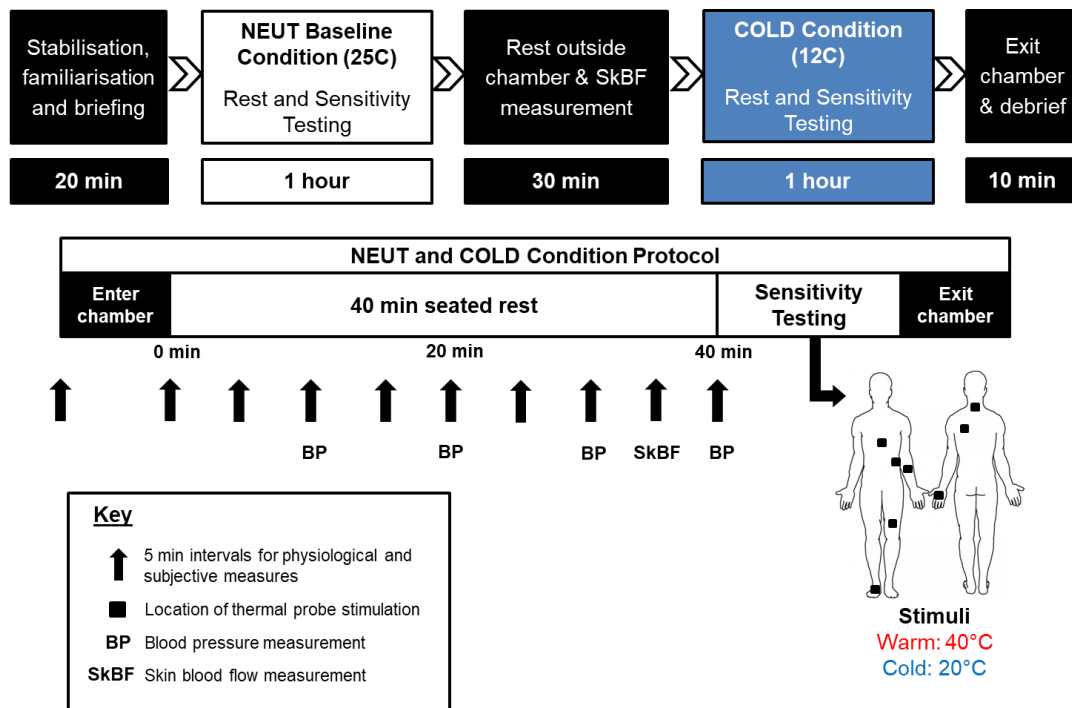 Stabilisation,
familiarisation
and briefing
NEUT Baseline
Condition (25C)
Rest and Sensitivity
Testing
Rest outside
chamber & SkBF
measurement
COLD Condition
(12C)
Rest and Sensitivity
Testing
Exit
chamber
& debrief
20 min
1 hour
30 min
1 hour
10 min
NEUT and COLD Condition Protocol
Enter
chamber
40 min seated rest
Sensitivity
Testing
Exit
chamber
0 min
20 min
40 min
BP
BP
BP
SkBF
BP
Key
5 min intervals for physiological and
subjective measures
Location of thermal probe stimulation
BP Blood pressure measurement
SkBF Skin blood flow measurement
Stimuli
Warm: 40°C
Cold: 20°C